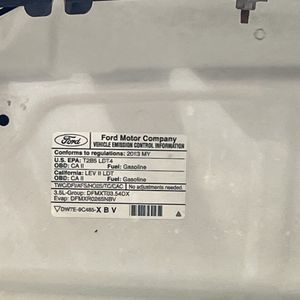 Ford
Ford Motor Company
VEHICLE EMISSION CONTROL INFORMATION
Conforms to regulations: 2013 MY
U.S. EPA: T2B5 LDT4
OBD: CA II Fuel: Gasoline
California: LEV II LDT
OBD: CA II Fuel: Gasoline
TWC/DFI/AFS/HO2S/TC/CAC No adjustments needed.
3.5L-Group: DFMXT03.54DX
Evap: DFMXR0265NBV
DW7E-9C485-XBV